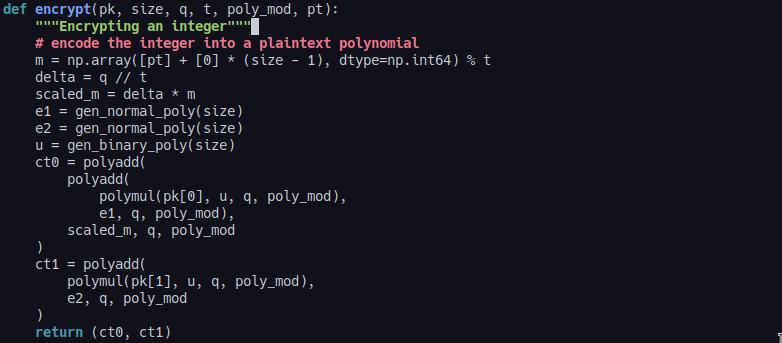 def encrypt(pk, size, q, t, poly_mod, pt):
    """Encrypting an integer"""
    # encode the integer into a plaintext polynomial
    m = np.array([pt] + [0] * (size - 1), dtype=np.int64) % t
    delta = q // t
    scaled_m = delta * m
    e1 = gen_normal_poly(size)
    e2 = gen_normal_poly(size)
    u = gen_binary_poly(size)
    ct0 = polyadd(
        polyadd(
            polymul(pk[0], u, q, poly_mod),
            e1, q, poly_mod),
        scaled_m, q, poly_mod
    )
    ct1 = polyadd(
        polymul(pk[1], u, q, poly_mod),
        e2, q, poly_mod
    )
    return (ct0, ct1)